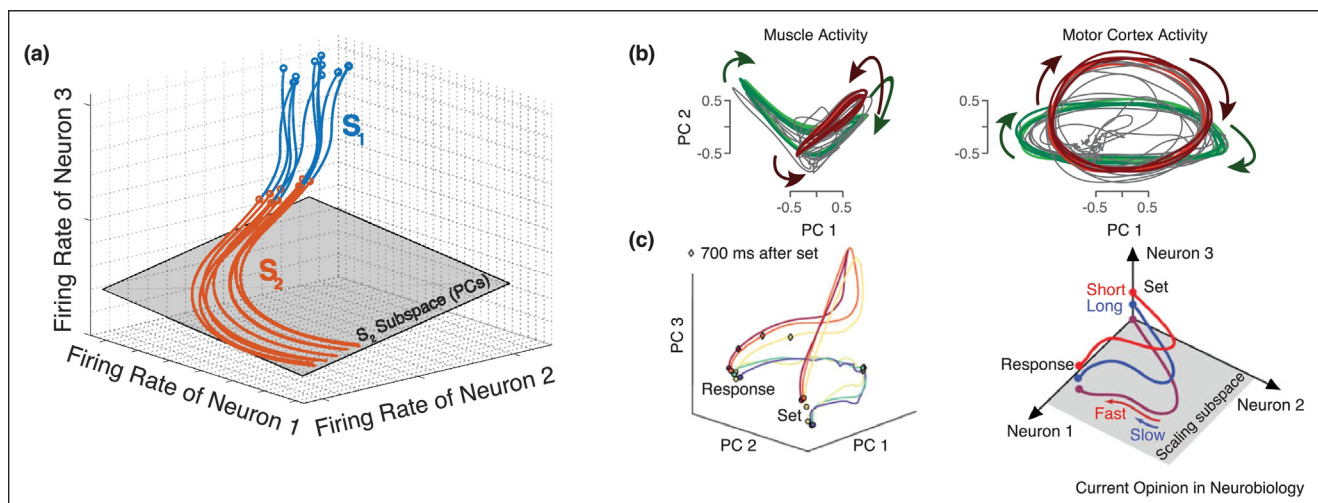 (a)
Firing Rate of Neuron 3
S1
S2
S2 Subspace (PCs)
Firing Rate of Neuron 1
Firing Rate of Neuron 2
(b)
Muscle Activity
Motor Cortex Activity
PC 2
0.5
-0.5
-0.5 0.5
PC 1
0.5
-0.5
-0.5 0.5
PC 1
(c)
700 ms after set
PC 3
Response
Set
PC 2
PC 1
Neuron 3
Short
Set
Long
Response
Neuron 2
Neuron 1
Fast
Slow
Scaling subspace
Current Opinion in Neurobiology